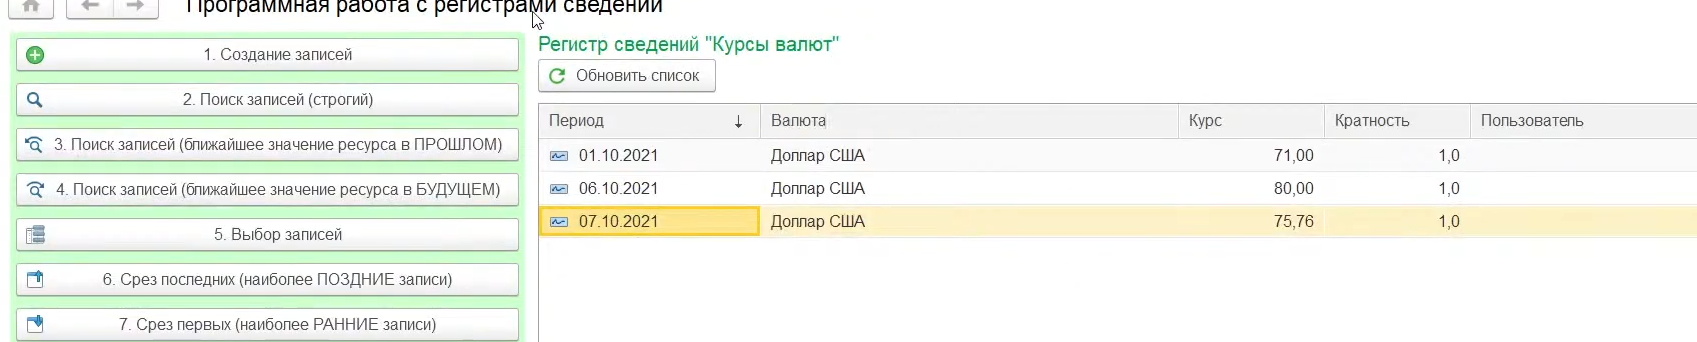 Программная работа с регистрами сведений
1. Создание записей
2. Поиск записей (строгий)
3. Поиск записей (ближайшее значение ресурса в ПРОШЛОМ)
4. Поиск записей (ближайшее значение ресурса в БУДУЩЕМ)
5. Выбор записей
6. Срез последних (наиболее ПОЗДНИЕ записи)
7. Срез первых (наиболее РАННИЕ записи)
Регистр сведений "Курсы валют"
Обновить список
Период Валюта Курс Кратность Пользователь
01.10.2021 Доллар США 71,00 1,0
06.10.2021 Доллар США 80,00 1,0
07.10.2021 Доллар США 75,76 1,0